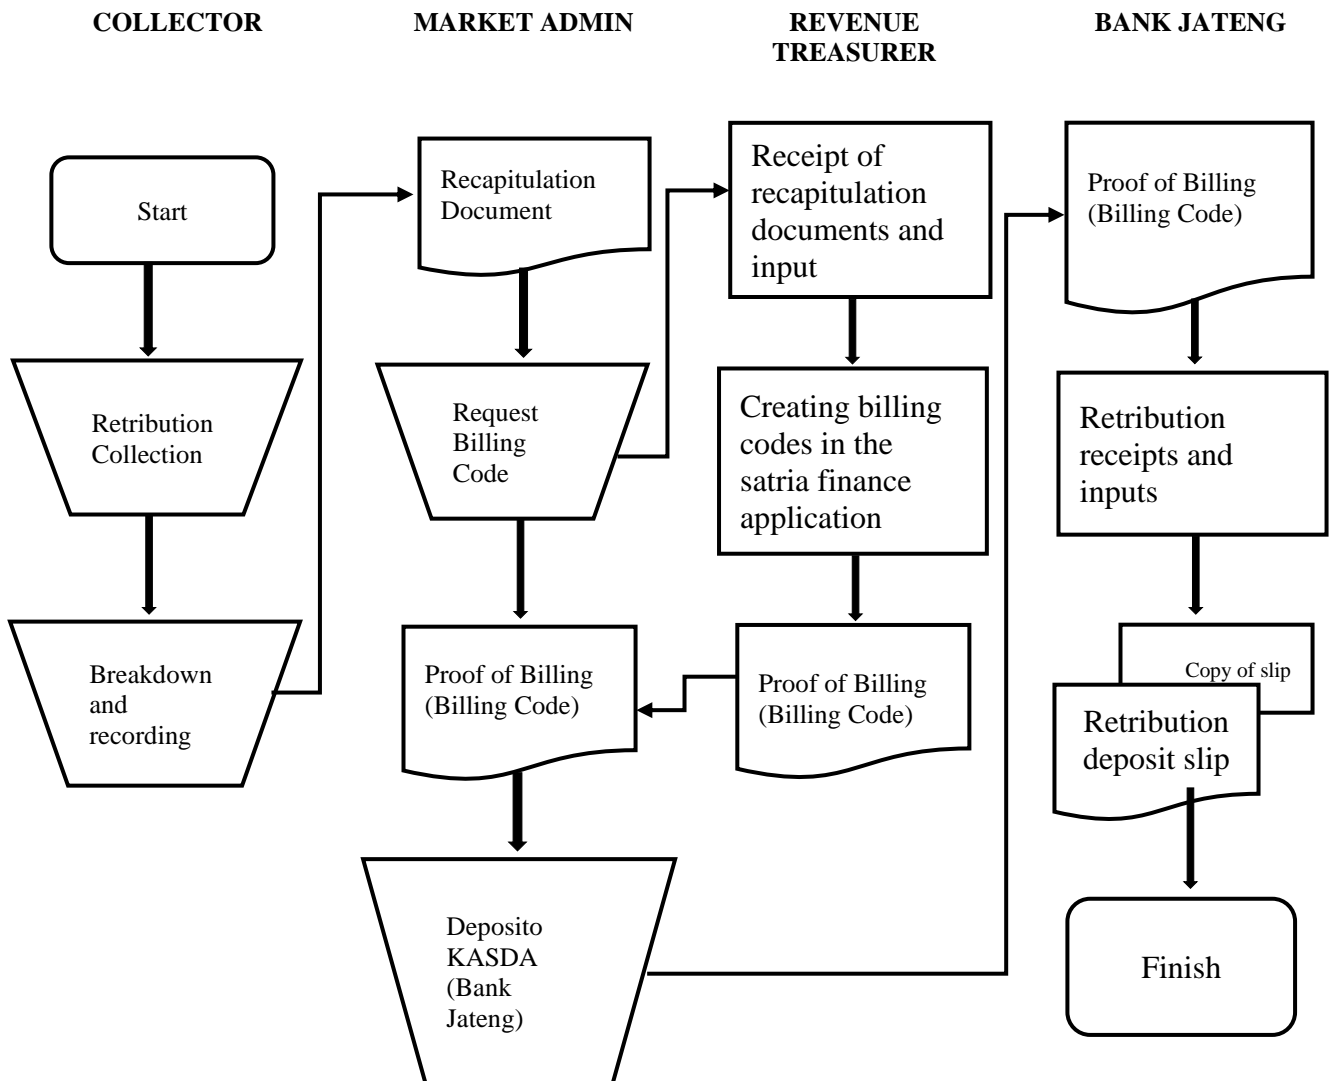 COLLECTOR
MARKET ADMIN
REVENUE
TREASURER
BANK JATENG
Start
Retribution
Collection
Breakdown
and
recording
Recapitulation
Document
Request
Billing
Code
Proof of Billing
(Billing Code)
Deposito
KASDA
(Bank
Jateng)
Receipt of
recapitulation
documents and
input
Creating billing
codes in the
satria finance
application
Proof of Billing
(Billing Code)
Proof of Billing
(Billing Code)
Retribution
receipts and
inputs
Copy of slip
Retribution
deposit slip
Finish